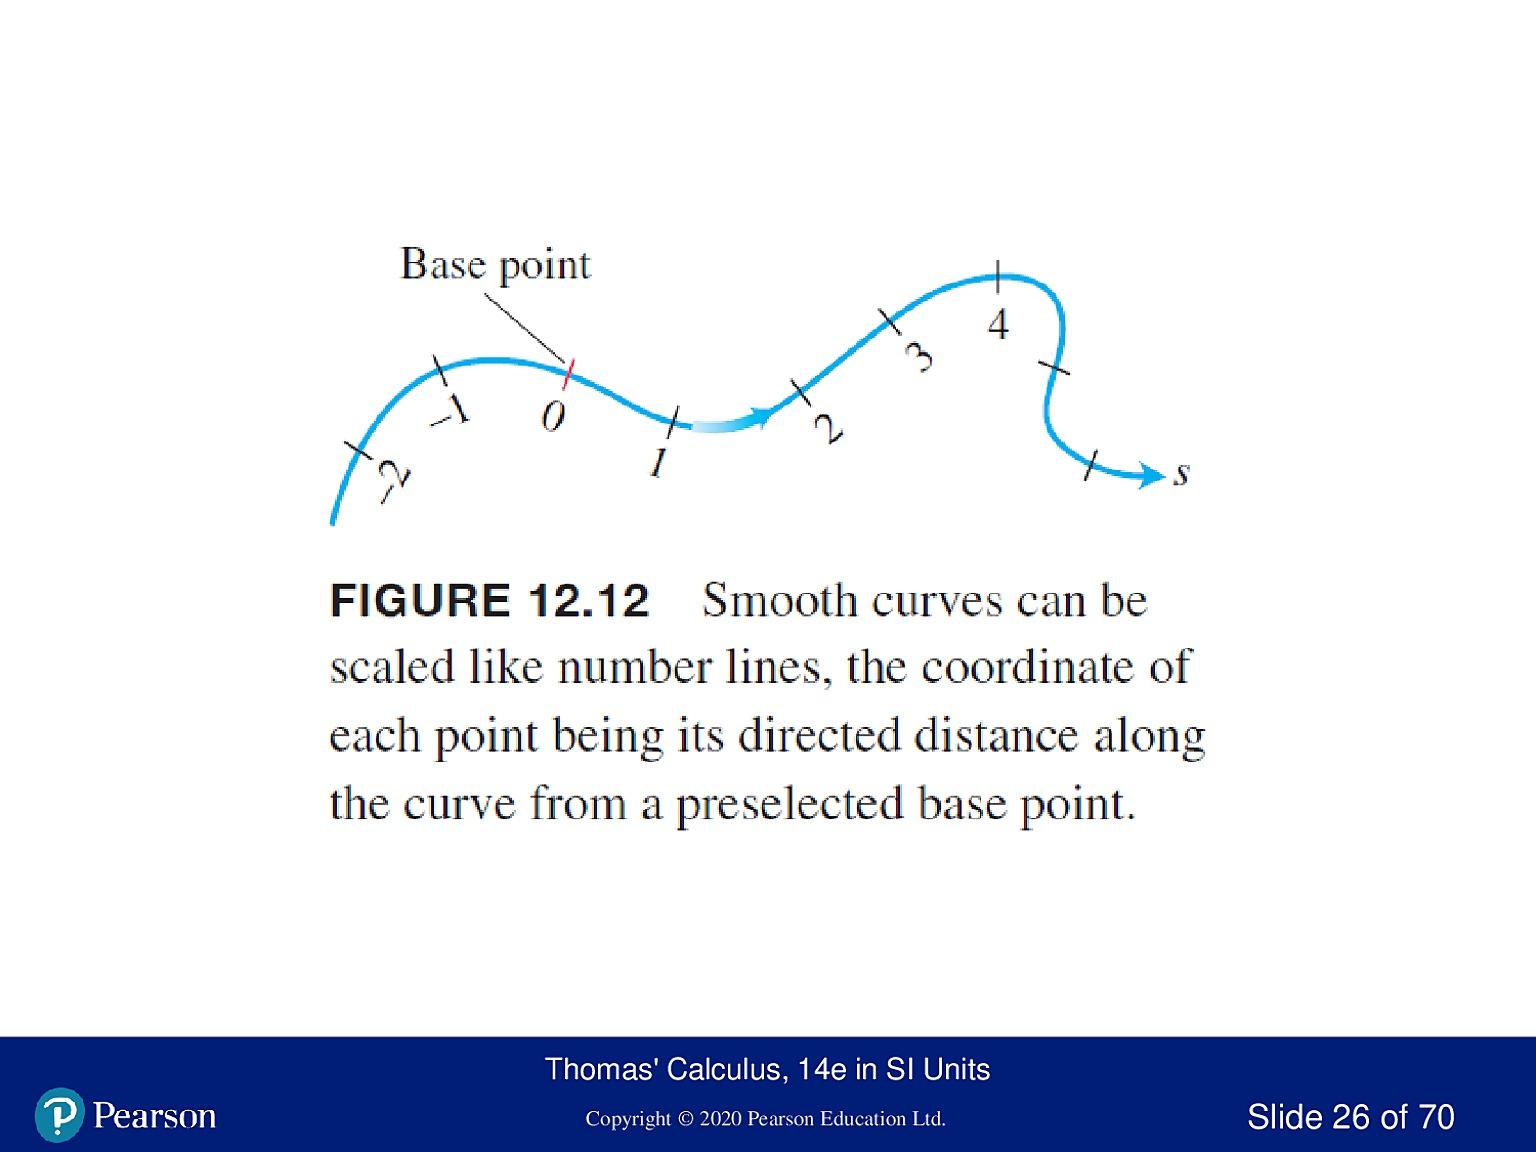 Base point
-2
-1
0
1
2
3
4
s
FIGURE 12.12 Smooth curves can be
scaled like number lines, the coordinate of
each point being its directed distance along
the curve from a preselected base point.
Thomas' Calculus, 14e in SI Units
Pearson
Copyright © 2020 Pearson Education Ltd.
Slide 26 of 70